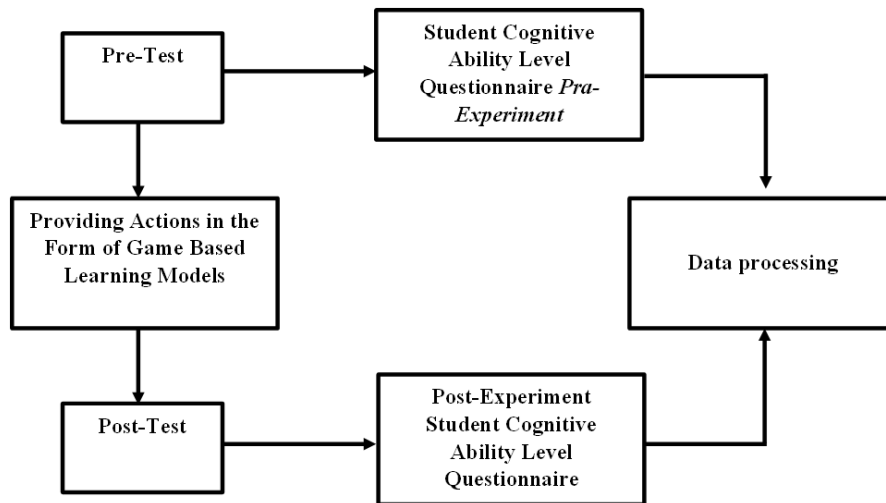 Pre-Test
Student Cognitive
Ability Level
Questionnaire Pra-
Experiment
Providing Actions in the
Form of Game Based
Learning Models
Data processing
Post-Test
Post-Experiment
Student Cognitive
Ability Level
Questionnaire